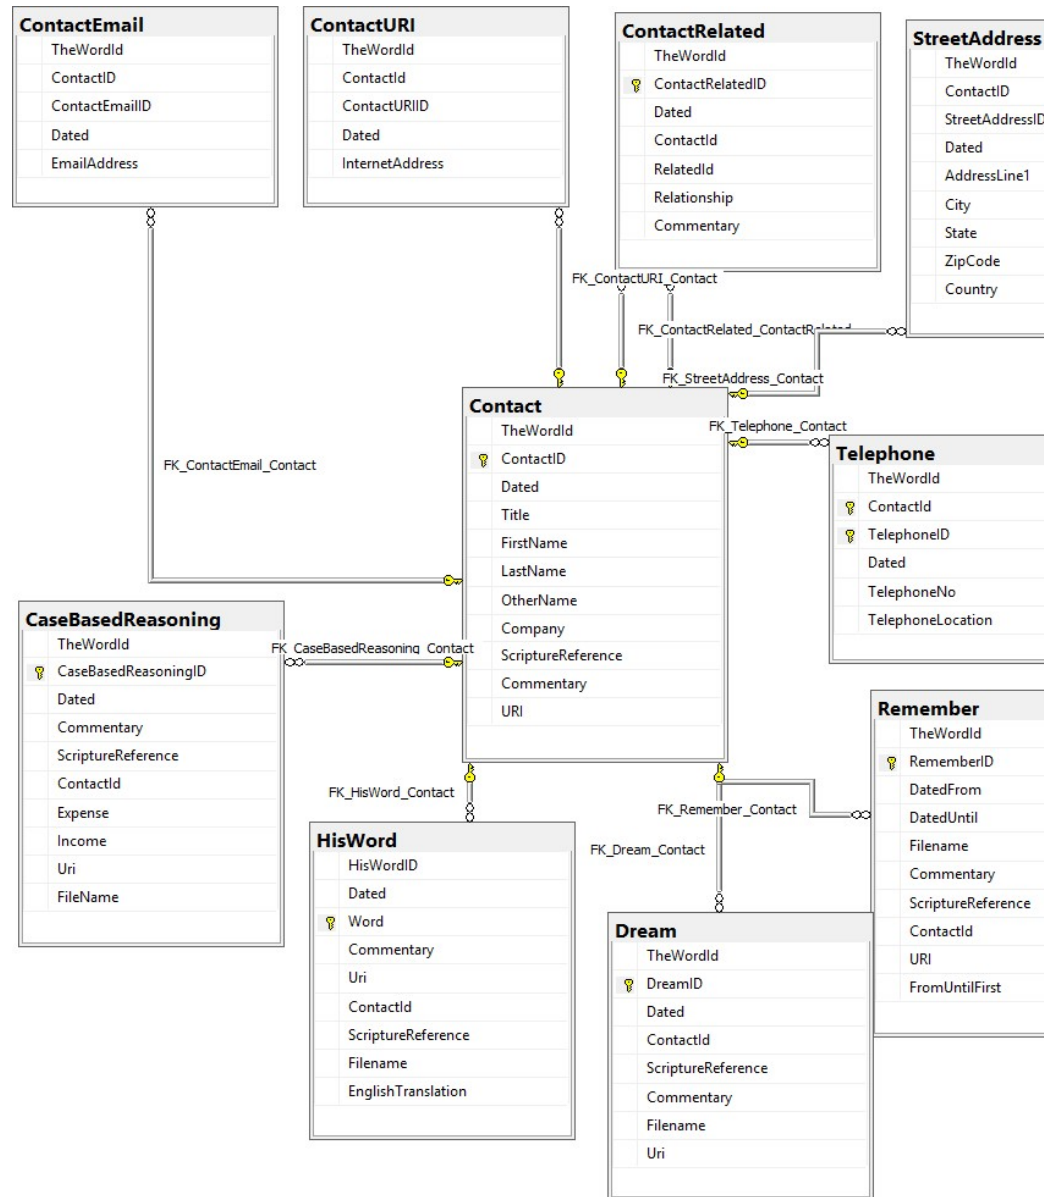 ContactEmail
TheWordId
ContactID
ContactEmailID
Dated
EmailAddress
ContactURI
TheWordId
ContactId
ContactURIID
Dated
InternetAddress
ContactRelated
TheWordId
ContactRelatedID
Dated
ContactId
RelatedId
Relationship
Commentary
StreetAddress
TheWordId
ContactID
StreetAddressID
Dated
AddressLine1
City
State
ZipCode
Country
FK_ContactURI_Contact
FK_ContactRelated_ContactRelated
FK_StreetAddress_Contact
FK_Telephone_Contact
FK_ContactEmail_Contact
Contact
TheWordId
ContactID
Dated
Title
FirstName
LastName
OtherName
Company
ScriptureReference
Commentary
URI
Telephone
TheWordId
ContactId
TelephoneID
Dated
TelephoneNo
TelephoneLocation
CaseBasedReasoning
TheWordId
CaseBasedReasoningID
Dated
Commentary
ScriptureReference
ContactId
Expense
Income
Uri
FileName
FK_CaseBasedReasoning_Contact
FK_HisWord_Contact
FK_Remember_Contact
FK_Dream_Contact
Remember
TheWordId
RememberID
DatedFrom
DatedUntil
Filename
Commentary
ScriptureReference
ContactId
URI
FromUntilFirst
HisWord
HisWordID
Dated
Word
Commentary
Uri
ContactId
ScriptureReference
Filename
EnglishTranslation
Dream
TheWordId
DreamID
Dated
ContactId
ScriptureReference
Commentary
Filename
Uri